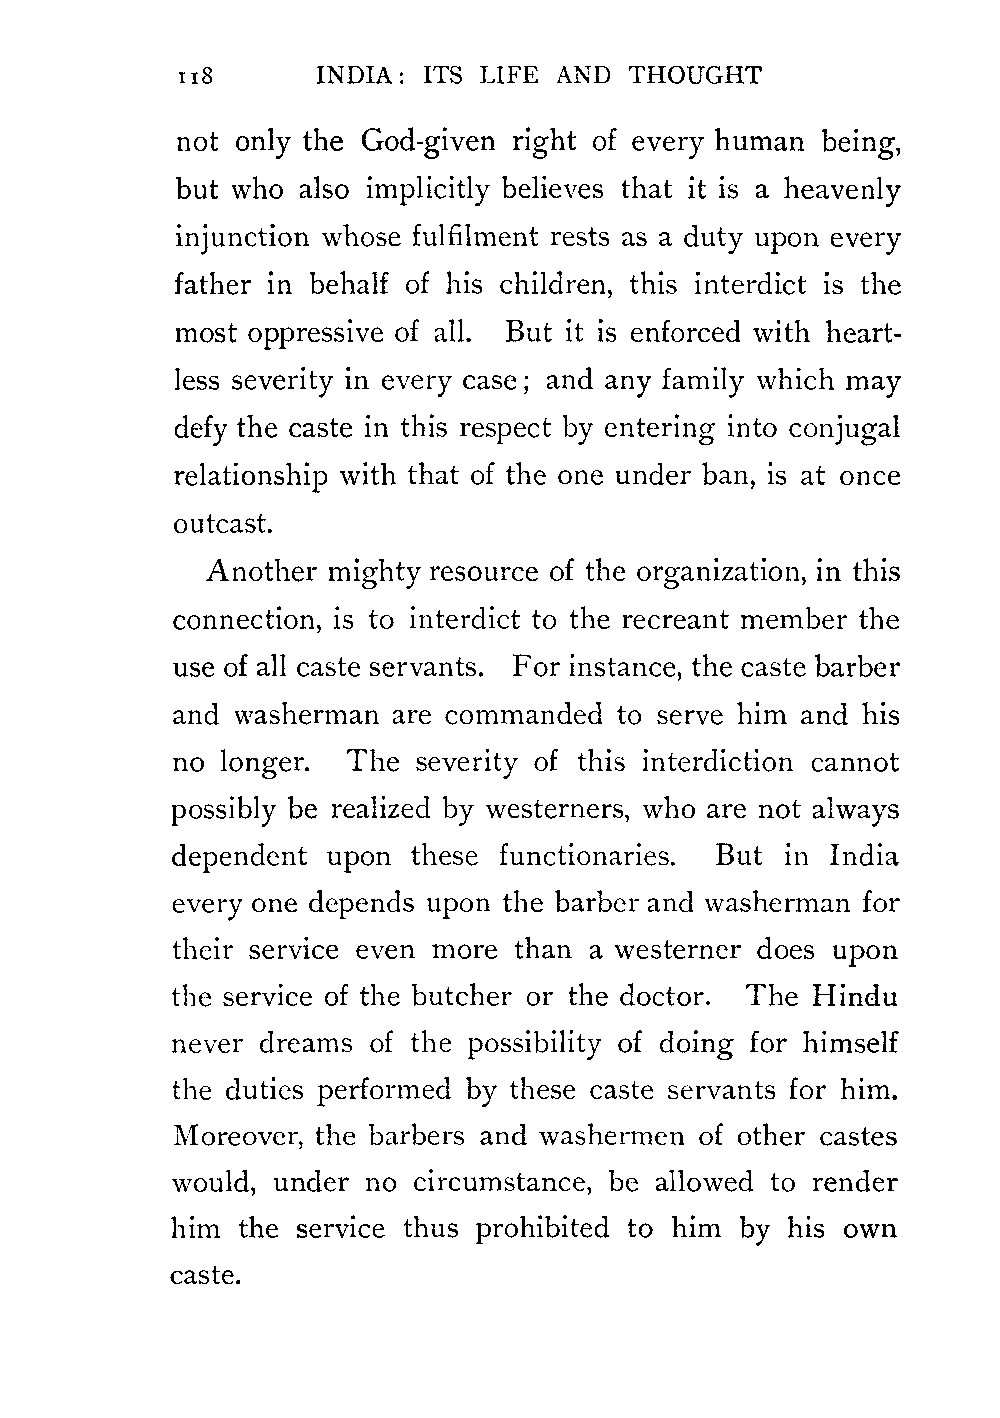 118 INDIA: ITS LIFE AND THOUGHT
not only the God-given right of every human being,
but who also implicitly believes that it is a heavenly
injunction whose fulfilment rests as a duty upon every
father in behalf of his children, this interdict is the
most oppressive of all. But it is enforced with heart-
less severity in every case; and any family which may
defy the caste in this respect by entering into conjugal
relationship with that of the one under ban, is at once
outcast.
Another mighty resource of the organization, in this
connection, is to interdict to the recreant member the
use of all caste servants. For instance, the caste barber
and washerman are commanded to serve him and his
no longer. The severity of this interdiction cannot
possibly be realized by westerners, who are not always
dependent upon these functionaries. But in India
every one depends upon the barber and washerman for
their service even more than a westerner does upon
the service of the butcher or the doctor. The Hindu
never dreams of the possibility of doing for himself
the duties performed by these caste servants for him.
Moreover, the barbers and washermen of other castes
would, under no circumstance, be allowed to render
him the service thus prohibited to him by his own
caste.